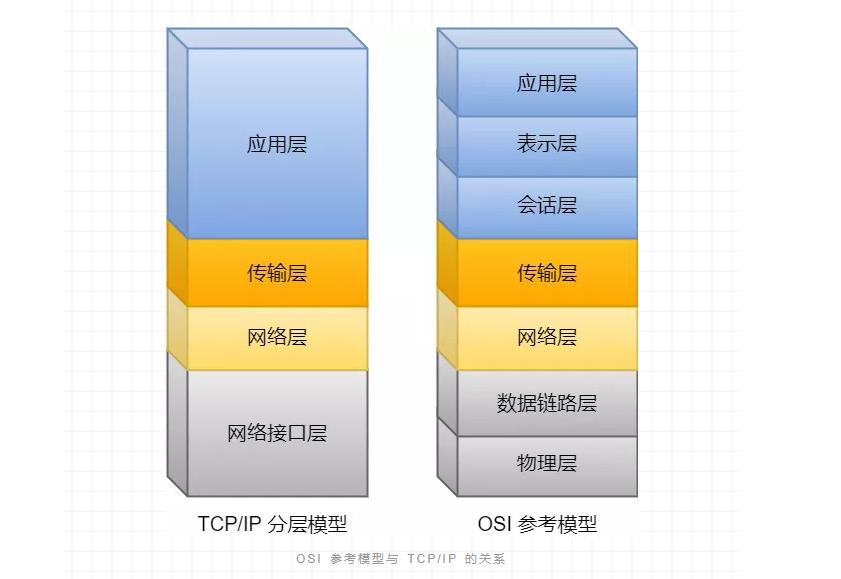 应用层
传输层
网络层
网络接口层
TCP/IP 分层模型
应用层
表示层
会话层
传输层
网络层
数据链路层
物理层
OSI 参考模型
OSI 参考模型与 TCP/IP 的关系